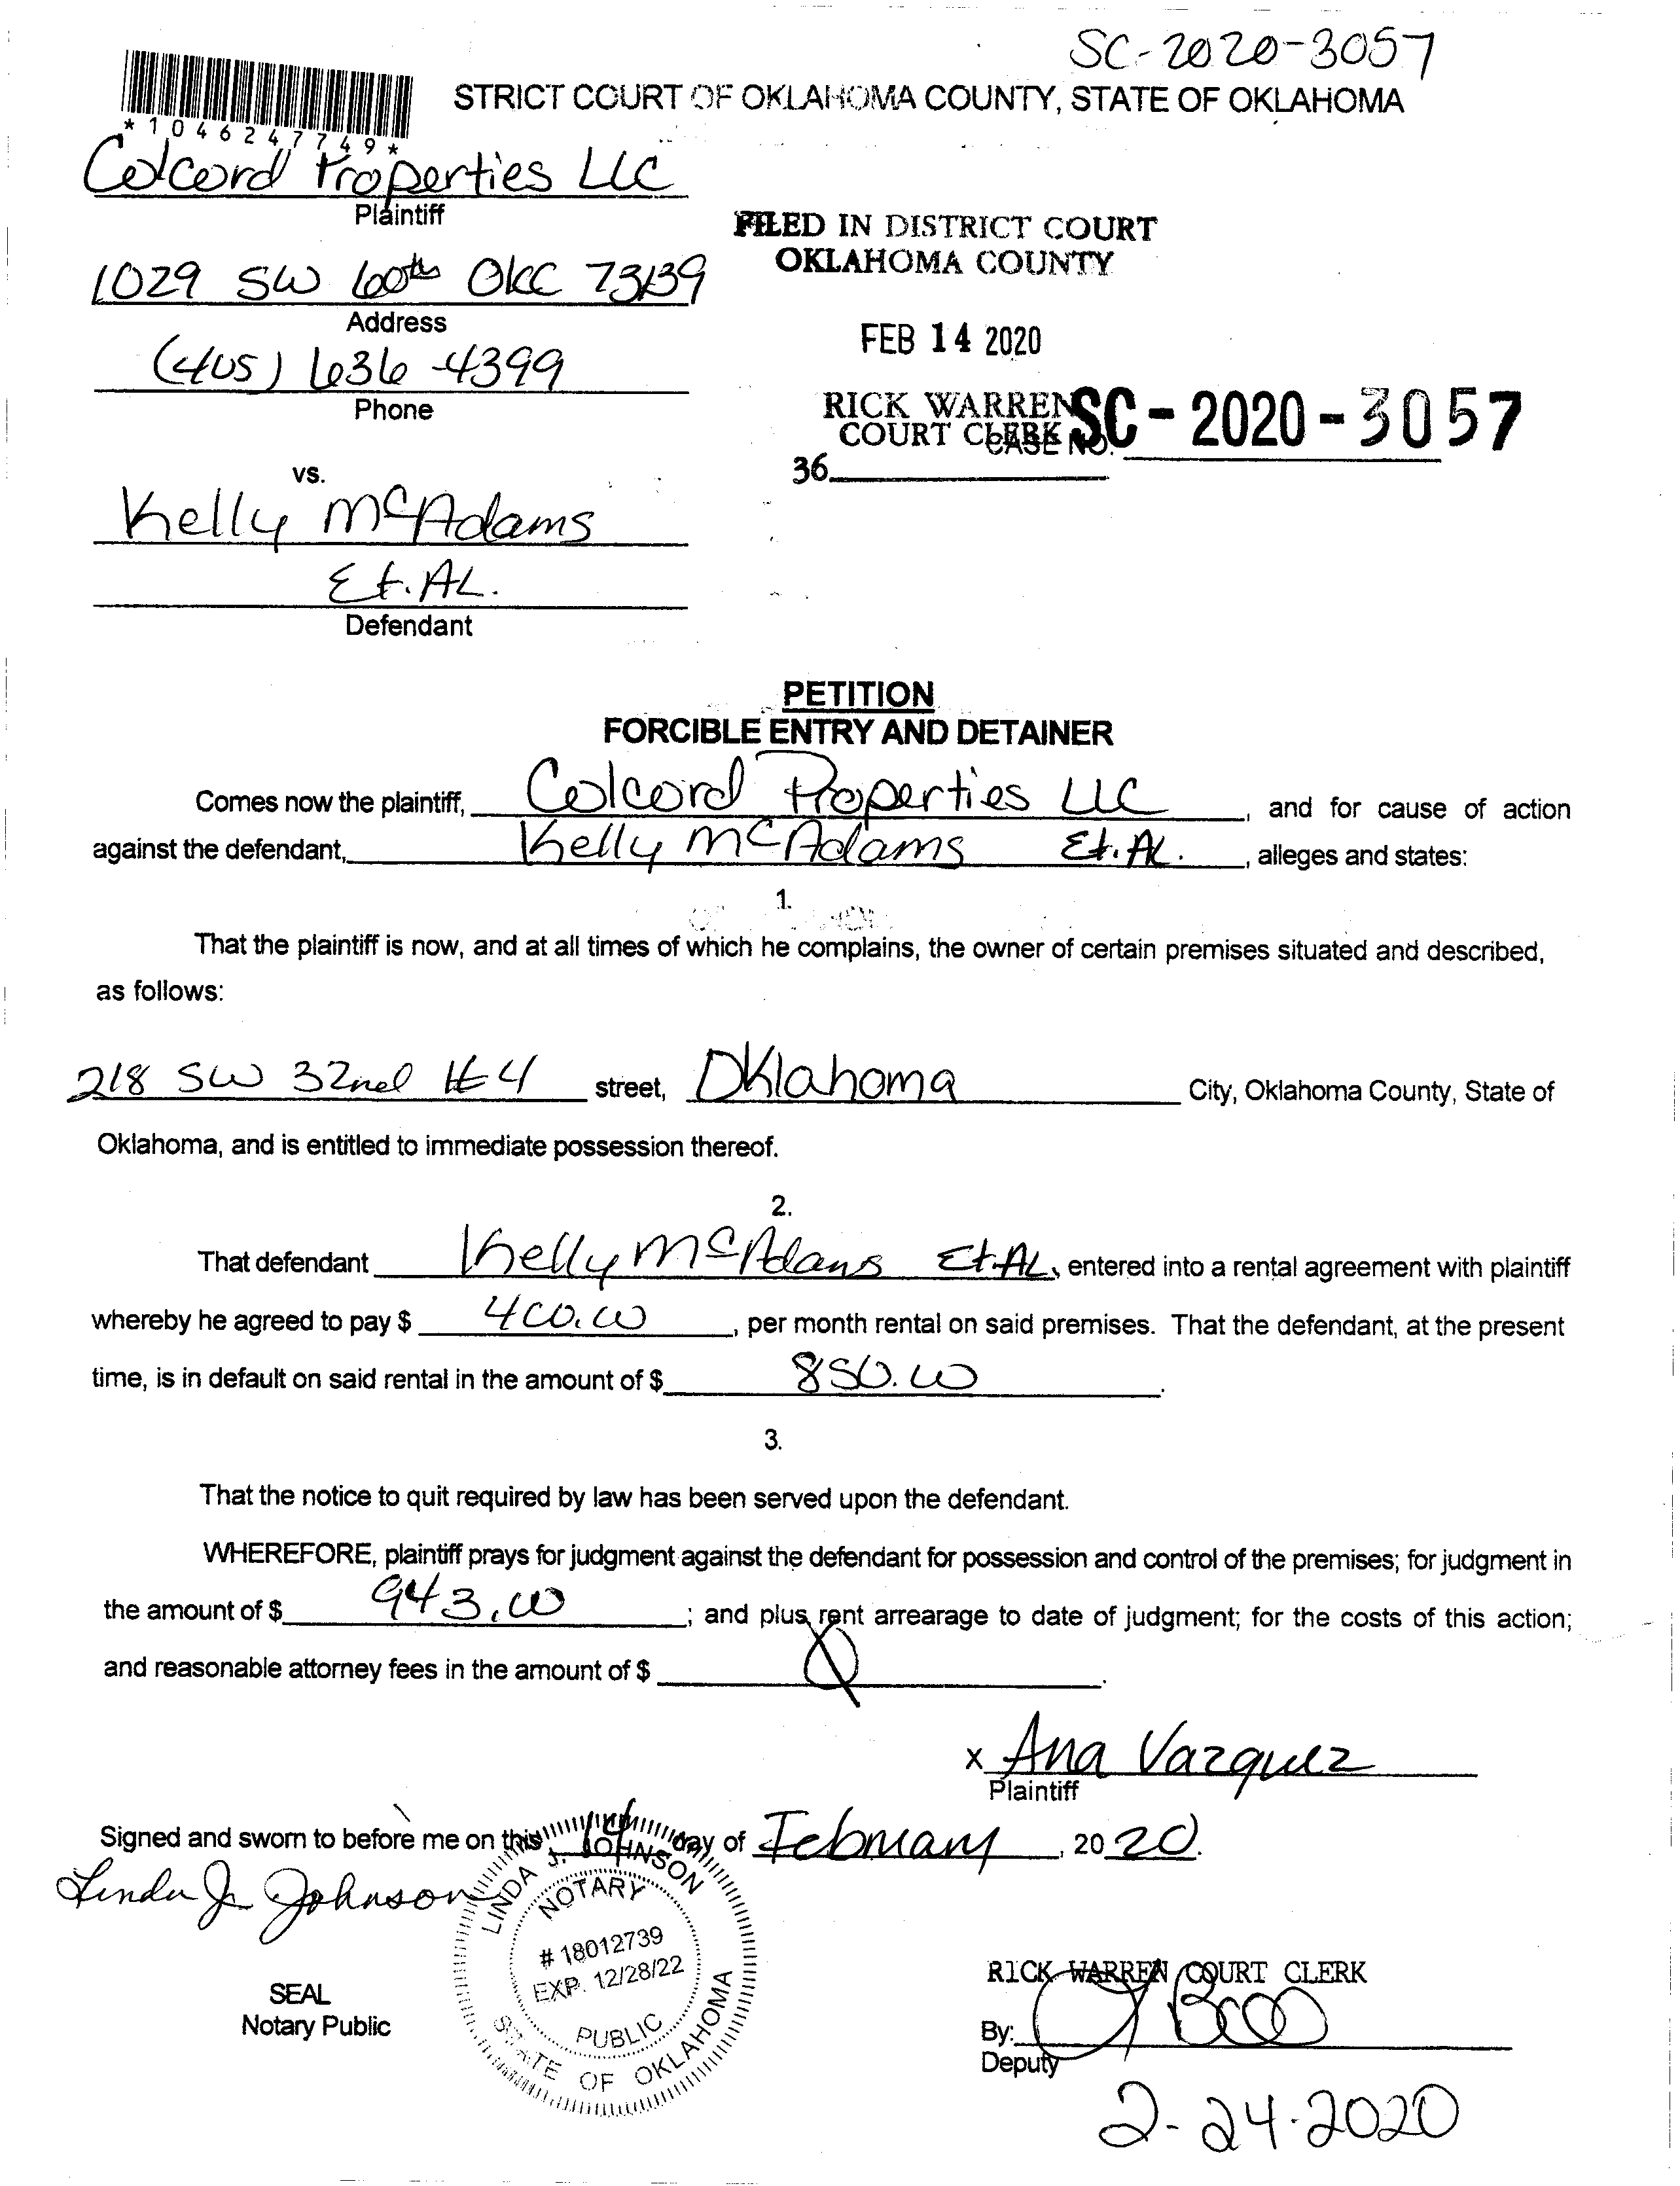 SC-2020-3057
STRICT COURT OF OKLAHOMA COUNTY, STATE OF OKLAHOMA
*1046247749*
Colcord Properties LLC
Plaintiff
FILED IN DISTRICT COURT
OKLAHOMA COUNTY
1029 SW 60th OKC 73139
Address
FEB 14 2020
(405) 636-4399
Phone
RICK WARREN
COURT CLERK
CASE NO. SC-2020-3057
36
vs.
Kelly McAdams
Et.AL.
Defendant
PETITION
FORCIBLE ENTRY AND DETAINER
Comes now the plaintiff, Colcord Properties LLC, and for cause of action
against the defendant, Kelly McAdams Et.AL., alleges and states:
1.
That the plaintiff is now, and at all times of which he complains, the owner of certain premises situated and described,
as follows:
218 SW 32nd #4 street, Oklahoma City, Oklahoma County, State of
Oklahoma, and is entitled to immediate possession thereof.
2.
That defendant Kelly McAdams Et.AL, entered into a rental agreement with plaintiff
whereby he agreed to pay $ 400.00, per month rental on said premises. That the defendant, at the present
time, is in default on said rental in the amount of $ 850.00.
3.
That the notice to quit required by law has been served upon the defendant.
WHEREFORE, plaintiff prays for judgment against the defendant for possession and control of the premises; for judgment in
the amount of $ 943.00; and plus rent arrearage to date of judgment; for the costs of this action;
and reasonable attorney fees in the amount of $ .
x Ana Vazquez
Plaintiff
Signed and sworn to before me on this 14 day of February, 2020.
Linda J. Johnson
LINDA J. JOHNSON
NOTARY
# 18012739
EXP. 12/28/22
PUBLIC
STATE OF OKLAHOMA
SEAL
Notary Public
RICK WARREN COURT CLERK
By:
Deputy
2-24-2020